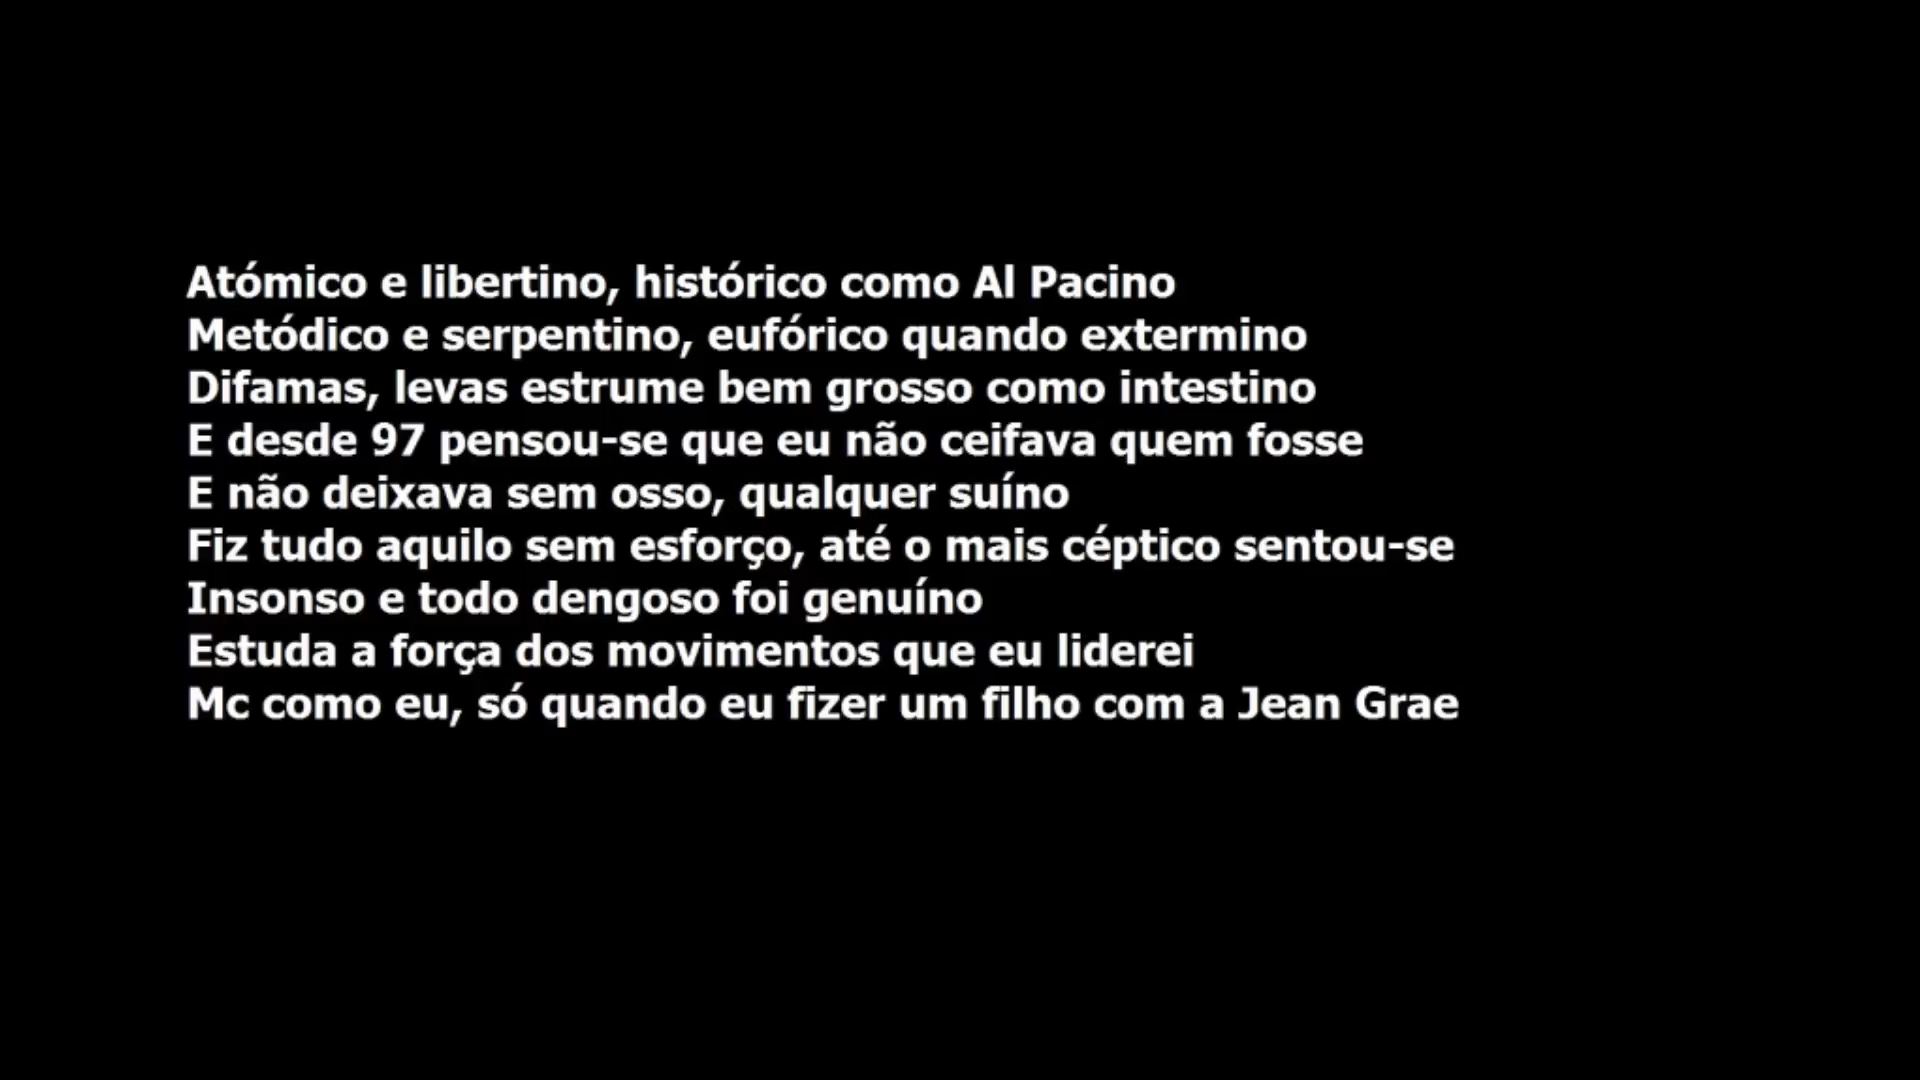 Atómico e libertino, histórico como Al Pacino
Metódico e serpentino, eufórico quando extermino
Difamas, levas estrume bem grosso como intestino
E desde 97 pensou-se que eu não ceifava quem fosse
E não deixava sem osso, qualquer suíno
Fiz tudo aquilo sem esforço, até o mais céptico sentou-se
Insonso e todo dengoso foi genuíno
Estuda a força dos movimentos que eu liderei
Mc como eu, só quando eu fizer um filho com a Jean Grae